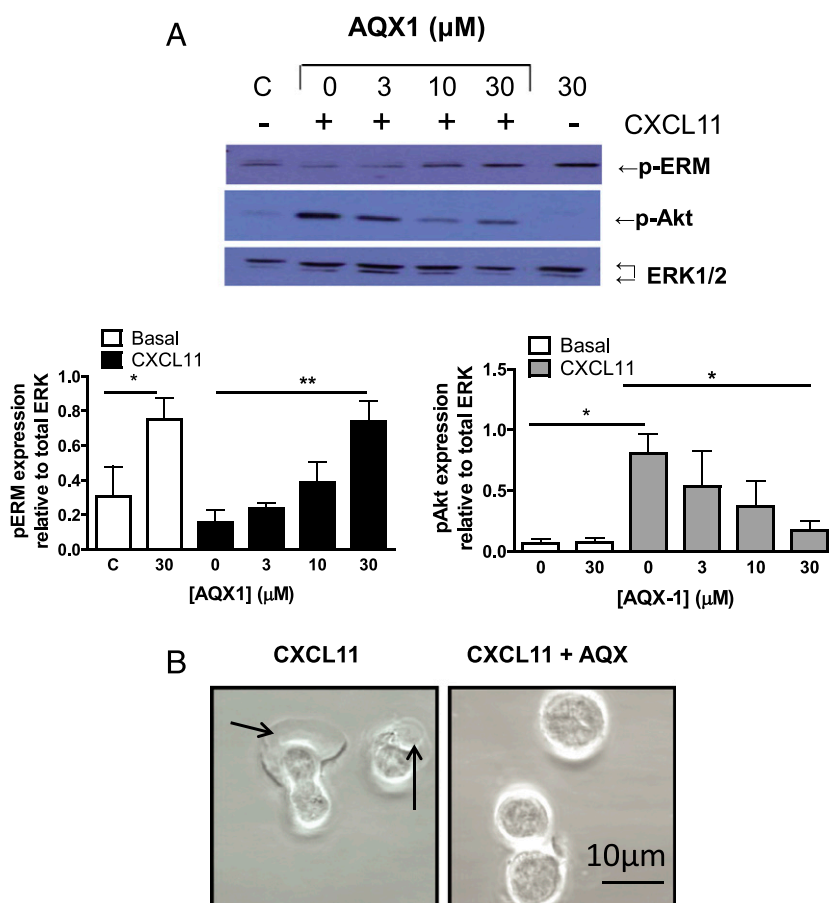 A
AQX1 (µM)
C 0 3 10 30 30
- + + + + - CXCL11
←p-ERM
←p-Akt
ERK1/2
Basal
CXCL11
* **
pERM expression
relative to total ERK
1.0
0.8
0.6
0.4
0.2
0.0
C 30 0 3 10 30
[AQX1] (µM)
Basal
CXCL11
* *
pAkt expression
relative to total ERK
1.5
1.0
0.5
0.0
0 30 0 3 10 30
[AQX-1] (µM)
B
CXCL11 CXCL11 + AQX
10µm